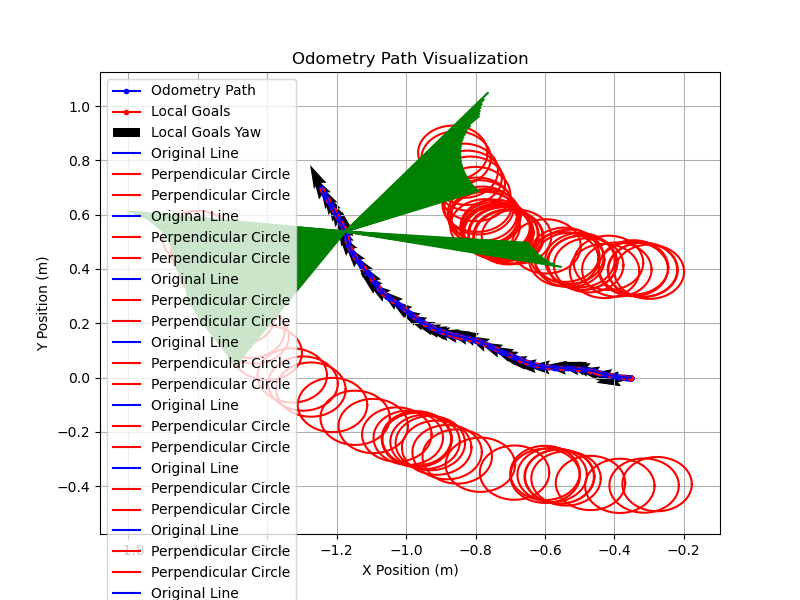 Odometry Path Visualization
Odometry Path
Local Goals
Local Goals Yaw
Original Line
Perpendicular Circle
Perpendicular Circle
Original Line
Perpendicular Circle
Perpendicular Circle
Original Line
Perpendicular Circle
Perpendicular Circle
Original Line
Perpendicular Circle
Perpendicular Circle
Original Line
Perpendicular Circle
Perpendicular Circle
Original Line
Perpendicular Circle
Perpendicular Circle
Original Line
Perpendicular Circle
Perpendicular Circle
Original Line
1.0
0.8
0.6
0.4
0.2
0.0
−0.2
−0.4
Y Position (m)
−1.2 −1.0 −0.8 −0.6 −0.4 −0.2
X Position (m)